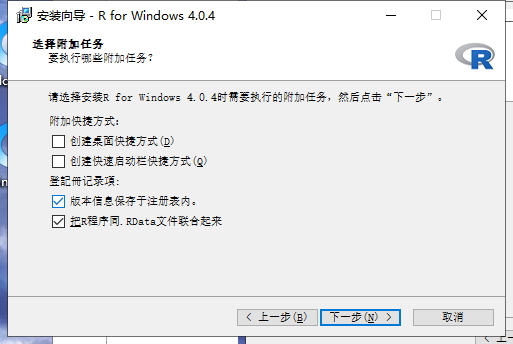 安装向导 - R for Windows 4.0.4
选择附加任务
要执行哪些附加任务?
R
请选择安装R for Windows 4.0.4时需要执行的附加任务，然后点击“下一步”。
附加快捷方式:
创建桌面快捷方式(D)
创建快速启动栏快捷方式(Q)
登記冊记录項:
版本信息保存于注册表内。
把R程序同.RData文件联合起来
< 上一步(B)
下一步(N) >
取消